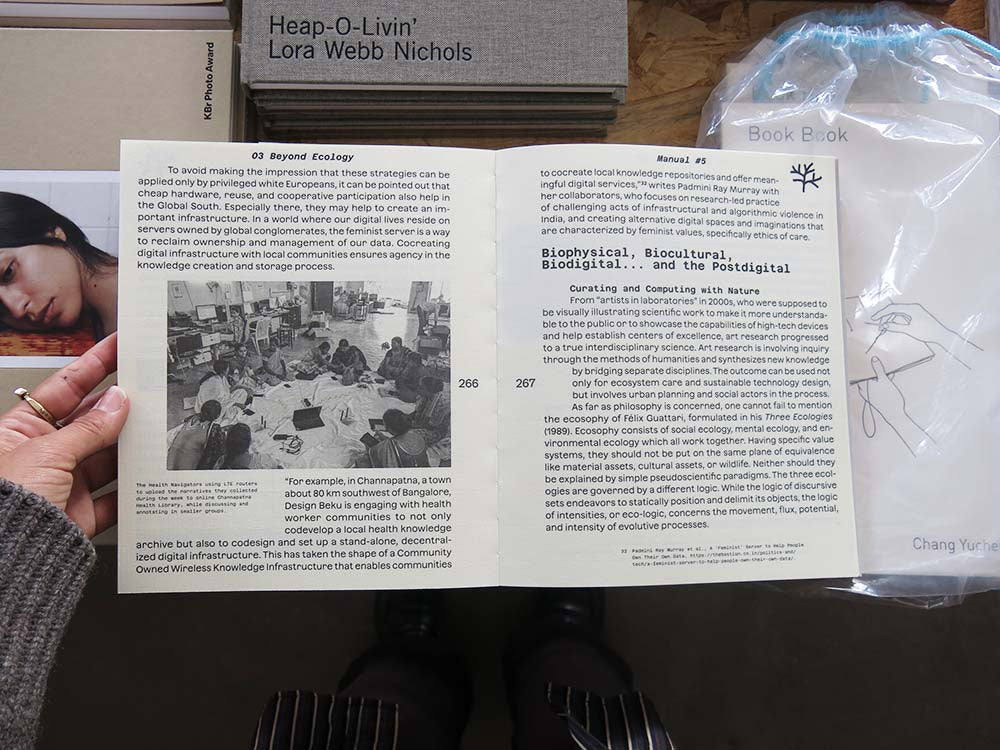 Heap-O-Livin'
Lora Webb Nichols
KBr Photo Award
Book Book
Chang Yuchen
03 Beyond Ecology
To avoid making the impression that these strategies can be
applied only by privileged white Europeans, it can be pointed out that
cheap hardware, reuse, and cooperative participation also help in
the Global South. Especially there, they may help to create an im-
portant infrastructure. In a world where our digital lives reside on
servers owned by global conglomerates, the feminist server is a way
to reclaim ownership and management of our data. Cocreating
digital infrastructure with local communities ensures agency in the
knowledge creation and storage process.
266
The Health Navigators using LTE routers
to upload the narratives they collected
during the week to online Channapatna
Health Library, while discussing and
annotating in smaller groups.
"For example, in Channapatna, a town
about 80 km southwest of Bangalore,
Design Beku is engaging with health
worker communities to not only
codevelop a local health knowledge
archive but also to codesign and set up a stand-alone, decentral-
ized digital infrastructure. This has taken the shape of a Community
Owned Wireless Knowledge Infrastructure that enables communities
Manual #5
to cocreate local knowledge repositories and offer mean-
ingful digital services,"³² writes Padmini Ray Murray with
her collaborators, who focuses on research-led practice
of challenging acts of infrastructural and algorithmic violence in
India, and creating alternative digital spaces and imaginations that
are characterized by feminist values, specifically ethics of care.
Biophysical, Biocultural,
Biodigital... and the Postdigital
Curating and Computing with Nature
From "artists in laboratories" in 2000s, who were supposed to
be visually illustrating scientific work to make it more understanda-
ble to the public or to showcase the capabilities of high-tech devices
and help establish centers of excellence, art research progressed
to a true interdisciplinary science. Art research is involving inquiry
through the methods of humanities and synthesizes new knowledge
by bridging separate disciplines. The outcome can be used not
only for ecosystem care and sustainable technology design,
but involves urban planning and social actors in the process.
267
As far as philosophy is concerned, one cannot fail to mention
the ecosophy of Félix Guattari, formulated in his Three Ecologies
(1989). Ecosophy consists of social ecology, mental ecology, and en-
vironmental ecology which all work together. Having specific value
systems, they should not be put on the same plane of equivalence
like material assets, cultural assets, or wildlife. Neither should they
be explained by simple pseudoscientific paradigms. The three ecol-
ogies are governed by a different logic. While the logic of discursive
sets endeavors to statically position and delimit its objects, the logic
of intensities, or eco-logic, concerns the movement, flux, potential,
and intensity of evolutive processes.
32 Padmini Ray Murray et al., A 'Feminist' Server to Help People
Own Their Own Data. https://thebastion.co.in/politics-and/
tech/a-feminist-server-to-help-people-own-their-own-data/.